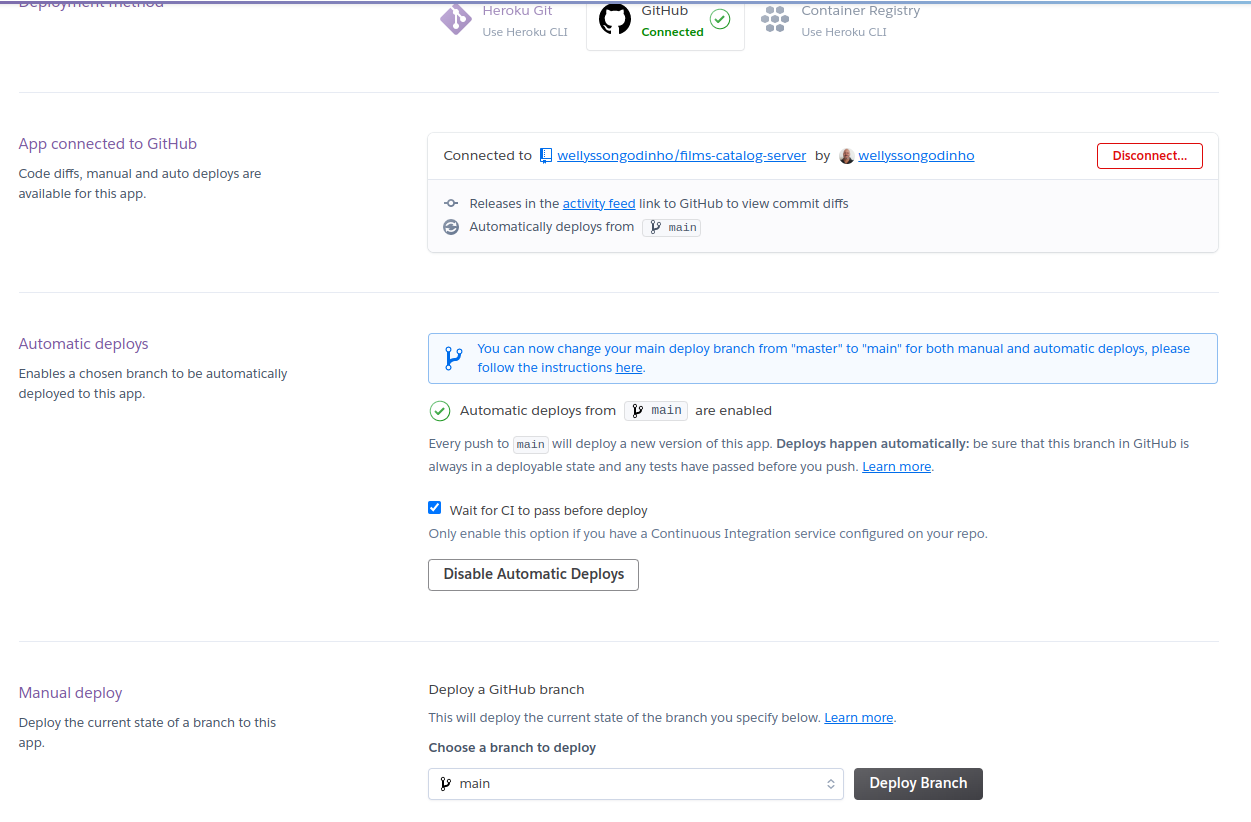 Deployment method
Heroku Git
Use Heroku CLI
GitHub
Connected
Container Registry
Use Heroku CLI
App connected to GitHub
Code diffs, manual and auto deploys are
available for this app.
Connected to wellyssongodinho/films-catalog-server by wellyssongodinho
Disconnect...
Releases in the activity feed link to GitHub to view commit diffs
Automatically deploys from main
Automatic deploys
Enables a chosen branch to be automatically
deployed to this app.
You can now change your main deploy branch from "master" to "main" for both manual and automatic deploys, please
follow the instructions here.
Automatic deploys from main are enabled
Every push to main will deploy a new version of this app. Deploys happen automatically: be sure that this branch in GitHub is
always in a deployable state and any tests have passed before you push. Learn more.
Wait for CI to pass before deploy
Only enable this option if you have a Continuous Integration service configured on your repo.
Disable Automatic Deploys
Manual deploy
Deploy the current state of a branch to this
app.
Deploy a GitHub branch
This will deploy the current state of the branch you specify below. Learn more.
Choose a branch to deploy
main
Deploy Branch